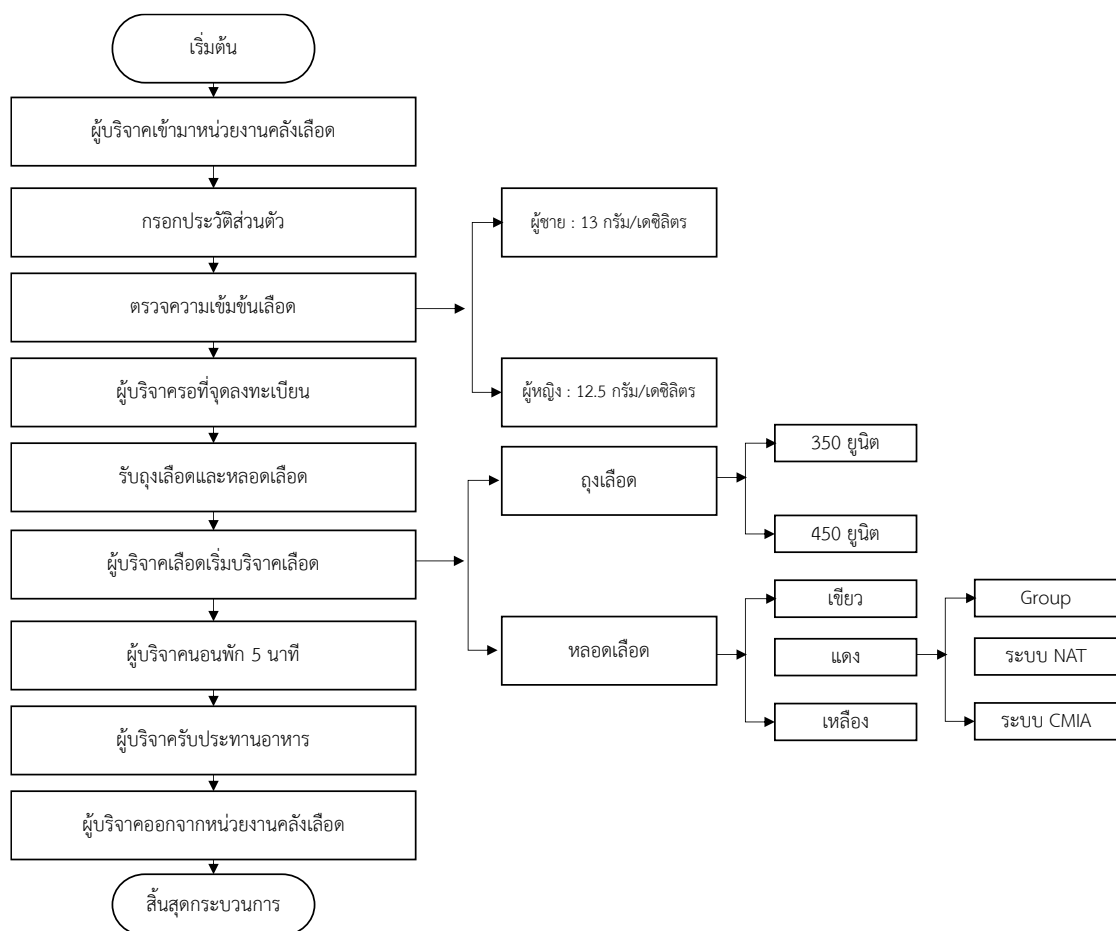 เริ่มต้น
ผู้บริจาคเข้ามาหน่วยงานคลังเลือด
กรอกประวัติส่วนตัว
ผู้ชาย : 13 กรัม/เดซิลิตร
ตรวจความเข้มข้นเลือด
ผู้บริจาครอที่จุดลงทะเบียน
ผู้หญิง : 12.5 กรัม/เดซิลิตร
350 ยูนิต
รับถุงเลือดและหลอดเลือด
ถุงเลือด
450 ยูนิต
ผู้บริจาคเลือดเริ่มบริจาคเลือด
เขียว
Group
ผู้บริจาคนอนพัก 5 นาที
หลอดเลือด
แดง
ระบบ NAT
เหลือง
ระบบ CMIA
ผู้บริจารับประทานอาหาร
ผู้บริจาคออกจากหน่วยงานคลังเลือด
สิ้นสุดกระบวนการ